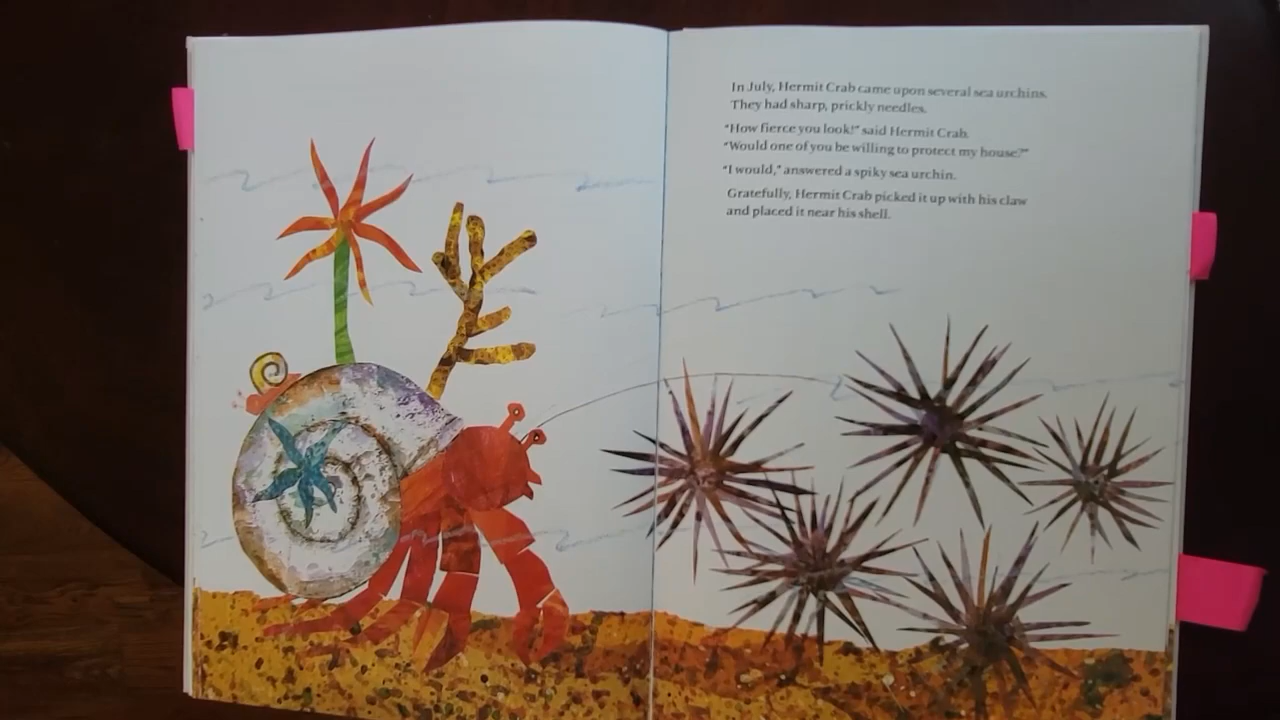 In July, Hermit Crab came upon several sea urchins.
They had sharp, prickly needles.
“How fierce you look!” said Hermit Crab.
“Would one of you be willing to protect my house?”
“I would,” answered a spiky sea urchin.
Gratefully, Hermit Crab picked it up with his claw
and placed it near his shell.